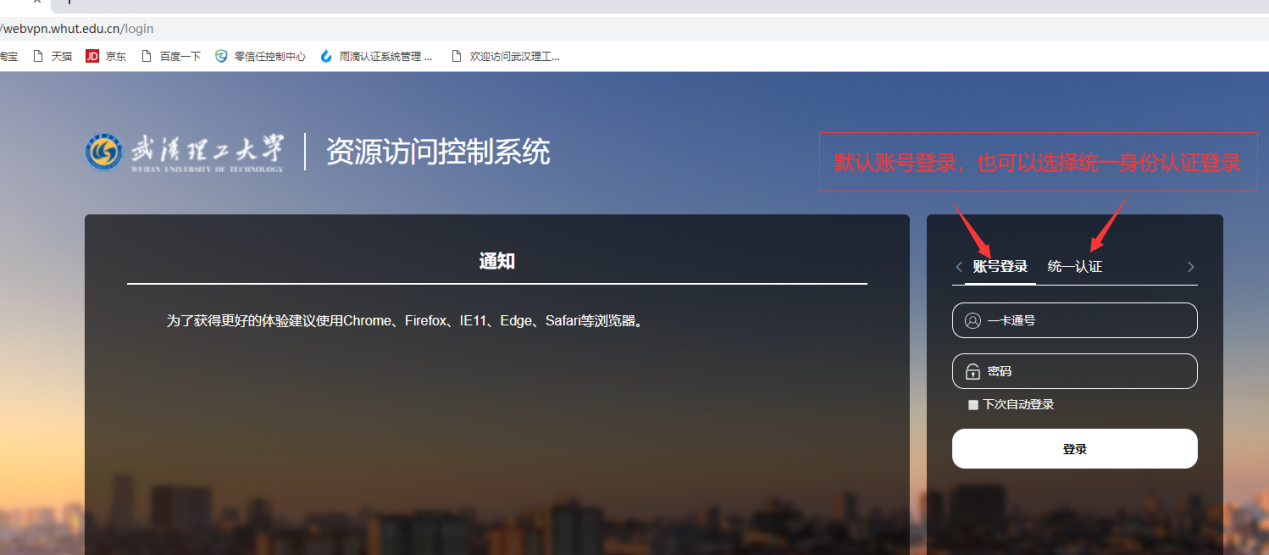 /webvpn.whut.edu.cn/login
淘宝 天猫 JD 京东 百度一下 零信任控制中心 雨滴认证系统管理 ... 欢迎访问武汉理工...
武漢理工大學 资源访问控制系统
WUHAN UNIVERSITY OF TECHNOLOGY
默认账号登录，也可以选择统一身份认证登录
通知
为了获得更好的体验建议使用Chrome、Firefox、IE11、Edge、Safari等浏览器。
账号登录 统一认证
一卡通号
密码
下次自动登录
登录